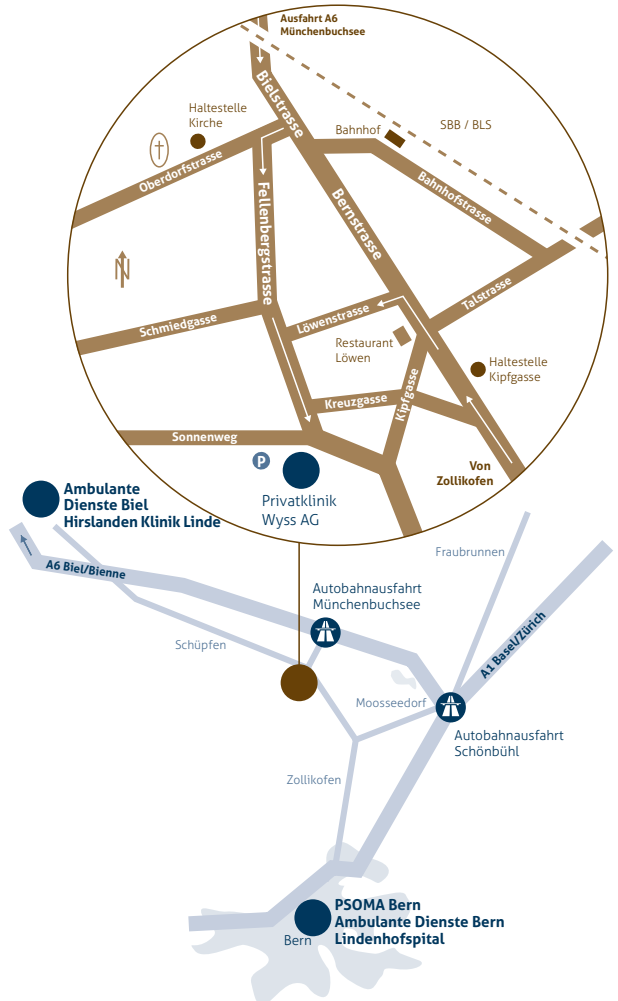 Ausfahrt A6
Münchenbuchsee
Bielstrasse
Haltestelle
Kirche
Bahnhof
SBB / BLS
Oberdorfstrasse
Fellenbergstrasse
Bernstrasse
Bahnhofstrasse
N
Talstrasse
Schmiedgasse
Löwenstrasse
Restaurant
Löwen
Haltestelle
Kipfgasse
Kipfgasse
Kreuzgasse
Sonnenweg
P
Von
Zollikofen
Privatklinik
Wyss AG
Ambulante
Dienste Biel
Hirslanden Klinik Linde
A6 Biel/Bienne
Fraubrunnen
Autobahnausfahrt
Münchenbuchsee
A1 Basel/Zürich
Schüpfen
Moosseedorf
Autobahnausfahrt
Schönbühl
Zollikofen
PSOMA Bern
Ambulante Dienste Bern
Lindenhofspital
Bern